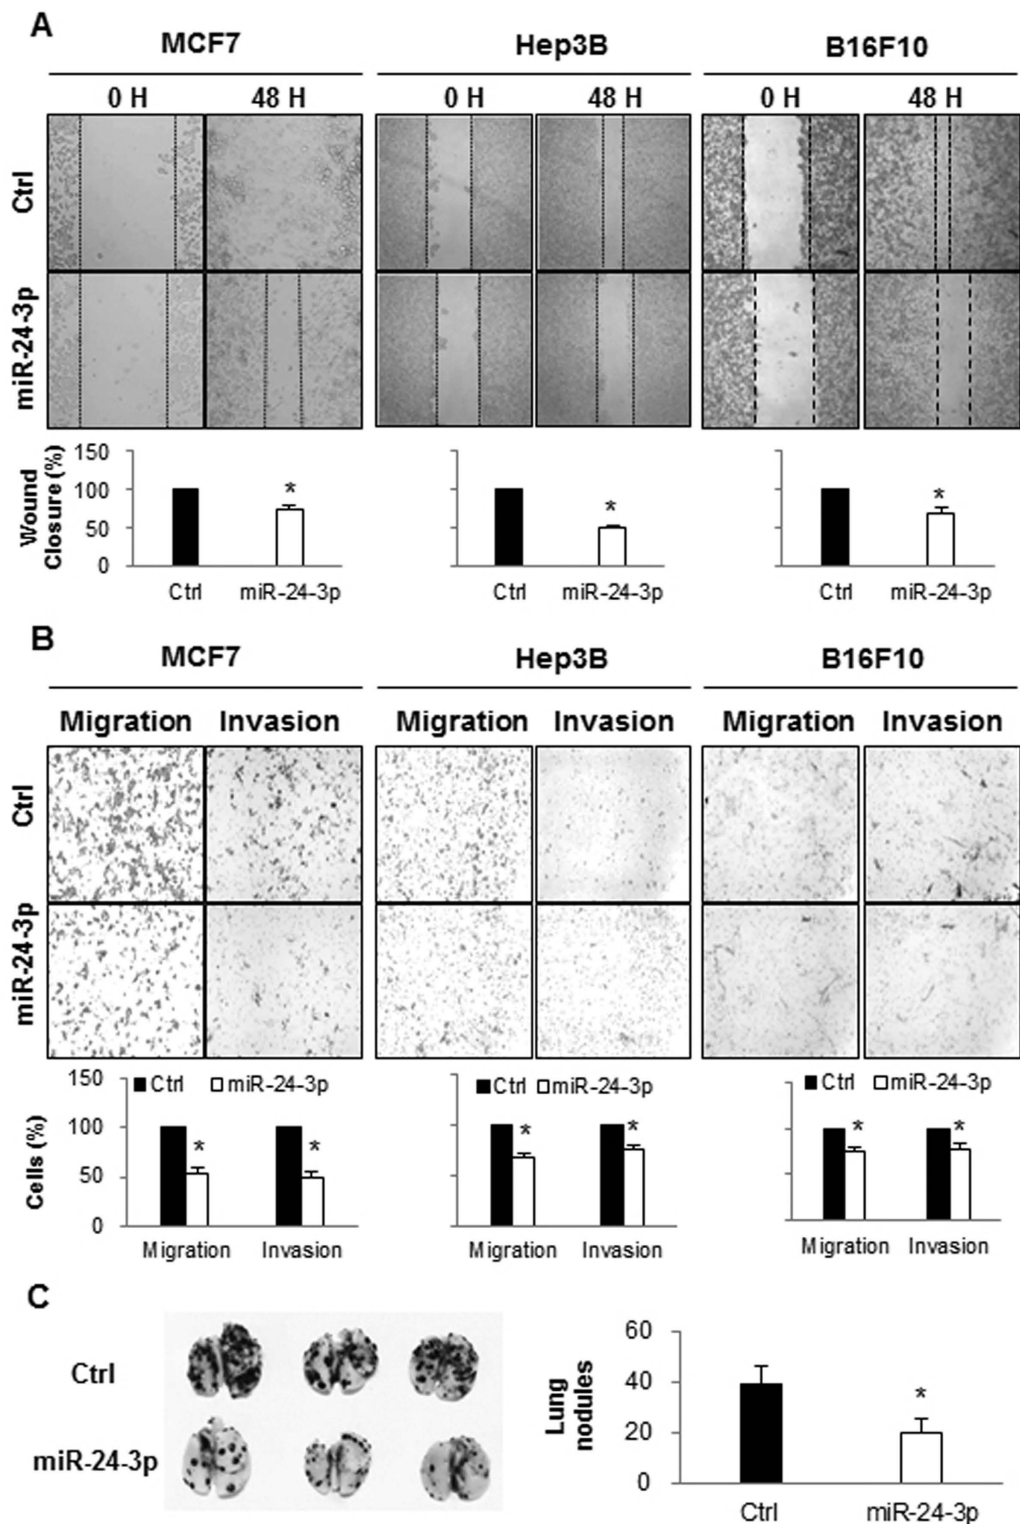 A
MCF7 Hep3B B16F10
0 H 48 H 0 H 48 H 0 H 48 H
Ctrl
miR-24-3p
Wound
Closure (%)
150
100
50
0
Ctrl miR-24-3p Ctrl miR-24-3p Ctrl miR-24-3p
* * *
B
MCF7 Hep3B B16F10
Migration Invasion Migration Invasion Migration Invasion
Ctrl
miR-24-3p
Cells (%)
150
100
50
0
Ctrl miR-24-3p Ctrl miR-24-3p Ctrl miR-24-3p
* * * * * *
Migration Invasion Migration Invasion Migration Invasion
C
Ctrl
miR-24-3p
Lung
nodules
60
40
20
0
*
Ctrl miR-24-3p